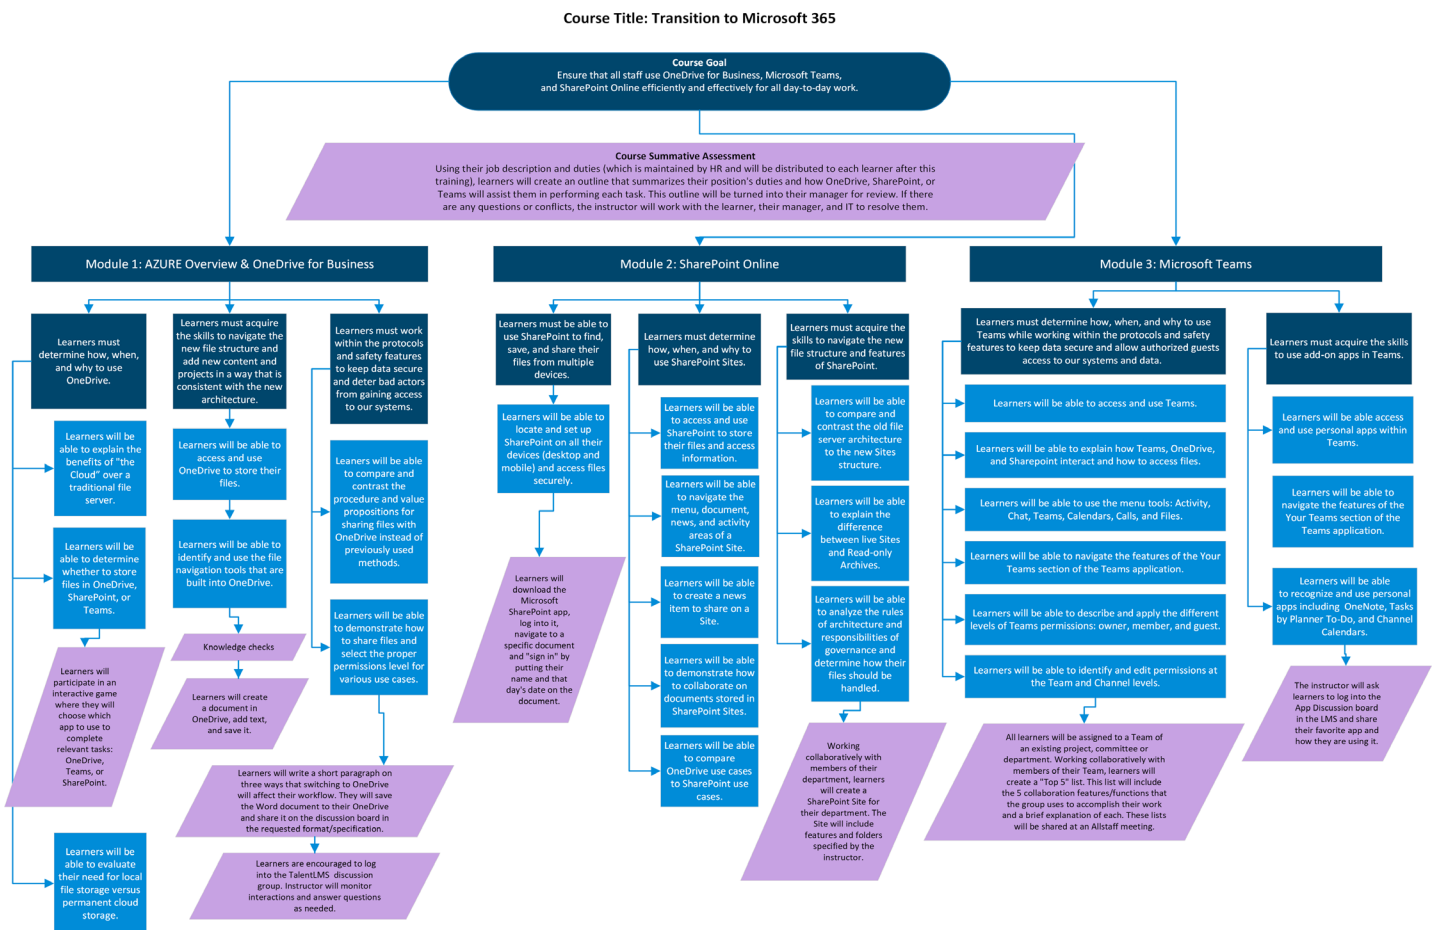 Course Title: Transition to Microsoft 365
Course Goal
Ensure that all staff use OneDrive for Business, Microsoft Teams,
and SharePoint Online efficiently and effectively for all day-to-day work.
Course Summative Assessment
Using their job description and duties (which is maintained by HR and will be distributed to each learner after this
training), learners will create an outline that summarizes their position's duties and how OneDrive, SharePoint, or
Teams will assist them in performing each task. This outline will be turned into their manager for review. If there
are any questions or conflicts, the instructor will work with the learner, their manager, and IT to resolve them.
Module 1: AZURE Overview & OneDrive for Business
Learners must
determine how, when,
and why to use
OneDrive.
Learners will be
able to explain the
benefits of "the
Cloud" over a
traditional file
server.
Learners will be
able to determine
whether to store
files in OneDrive,
SharePoint, or
Teams.
Learners will
participate in an
interactive game
where they will
choose which
app to use to
complete
relevant tasks:
OneDrive,
Teams, or
SharePoint.
Learners will be
able to evaluate
their need for local
file storage versus
permanent cloud
storage.
Learners must acquire
the skills to navigate the
new file structure and
add new content and
projects in a way that is
consistent with the new
architecture.
Learners will be able to
access and use
OneDrive to store their
files.
Learners will be able to
identify and use the file
navigation tools that are
built into OneDrive.
Knowledge checks
Learners will create
a document in
OneDrive, add text,
and save it.
Learners must work
within the protocols
and safety features
to keep data secure
and deter bad actors
from gaining access
to our systems.
Learners will be able
to compare and
contrast the
procedure and value
propositions for
sharing files with
OneDrive instead of
previously used
methods.
Learners will be able
to demonstrate how
to share files and
select the proper
permissions level for
various use cases.
Learners will write a short paragraph on
three ways that switching to OneDrive
will affect their workflow. They will save
the Word document to their OneDrive
and share it on the discussion board in
the requested format/specification.
Learners are encouraged to log
into the TalentLMS discussion
group. Instructor will monitor
interactions and answer questions
as needed.
Module 2: SharePoint Online
Learners must be able to
use SharePoint to find,
save, and share their
files from multiple
devices.
Learners will be able to
locate and set up
SharePoint on all their
devices (desktop and
mobile) and access files
securely.
Learners will
download the
Microsoft
SharePoint app,
log into it,
navigate to a
specific document
and "sign in" by
putting their
name and that
day's date on the
document.
Learners must determine
how, when, and why to
use SharePoint Sites.
Learners will be able
to access and use
SharePoint to store
their files and access
information.
Learners will be able
to navigate the
menu, document,
news, and activity
areas of a
SharePoint Site.
Learners will be able
to create a news
item to share on a
Site.
Learners will be able
to demonstrate how
to collaborate on
documents stored in
SharePoint Sites.
Learners will be able
to compare
OneDrive use cases
to SharePoint use
cases.
Learners must acquire the
skills to navigate the new
file structure and features
of SharePoint.
Learners will be able
to compare and
contrast the old file
server architecture
to the new Sites
structure.
Learners will be able
to explain the
difference
between live Sites
and Read-only
Archives.
Learners will be able
to analyze the rules
of architecture and
responsibilities of
governance and
determine how their
files should be
handled.
Working
collaboratively with
members of their
department, learners
will create a
SharePoint Site for
their department. The
Site will include
features and folders
specified by the
instructor.
Module 3: Microsoft Teams
Learners must determine how, when, and why to use
Teams while working within the protocols and safety
features to keep data secure and allow authorized guests
access to our systems and data.
Learners will be able to access and use Teams.
Learners will be able to explain how Teams, OneDrive,
and Sharepoint interact and how to access files.
Learners will be able to use the menu tools: Activity,
Chat, Teams, Calendars, Calls, and Files.
Learners will be able to navigate the features of the Your
Teams section of the Teams application.
Learners will be able to describe and apply the different
levels of Teams permissions: owner, member, and guest.
Learners will be able to identify and edit permissions at
the Team and Channel levels.
All learners will be assigned to a Team of
an existing project, committee or
department. Working collaboratively with
members of their Team, learners will
create a "Top 5" list. This list will include
the 5 collaboration features/functions that
the group uses to accomplish their work
and a brief explanation of each. These lists
will be shared at an Allstaff meeting.
Learners must acquire the skills
to use add-on apps in Teams.
Learners will be able access
and use personal apps within
Teams.
Learners will be able to
navigate the features of the
Your Teams section of the
Teams application.
Learners will be able
to recognize and use personal
apps including OneNote, Tasks
by Planner To-Do, and Channel
Calendars.
The instructor will ask
learners to log into the
App Discussion board
in the LMS and share
their favorite app and
how they are using it.